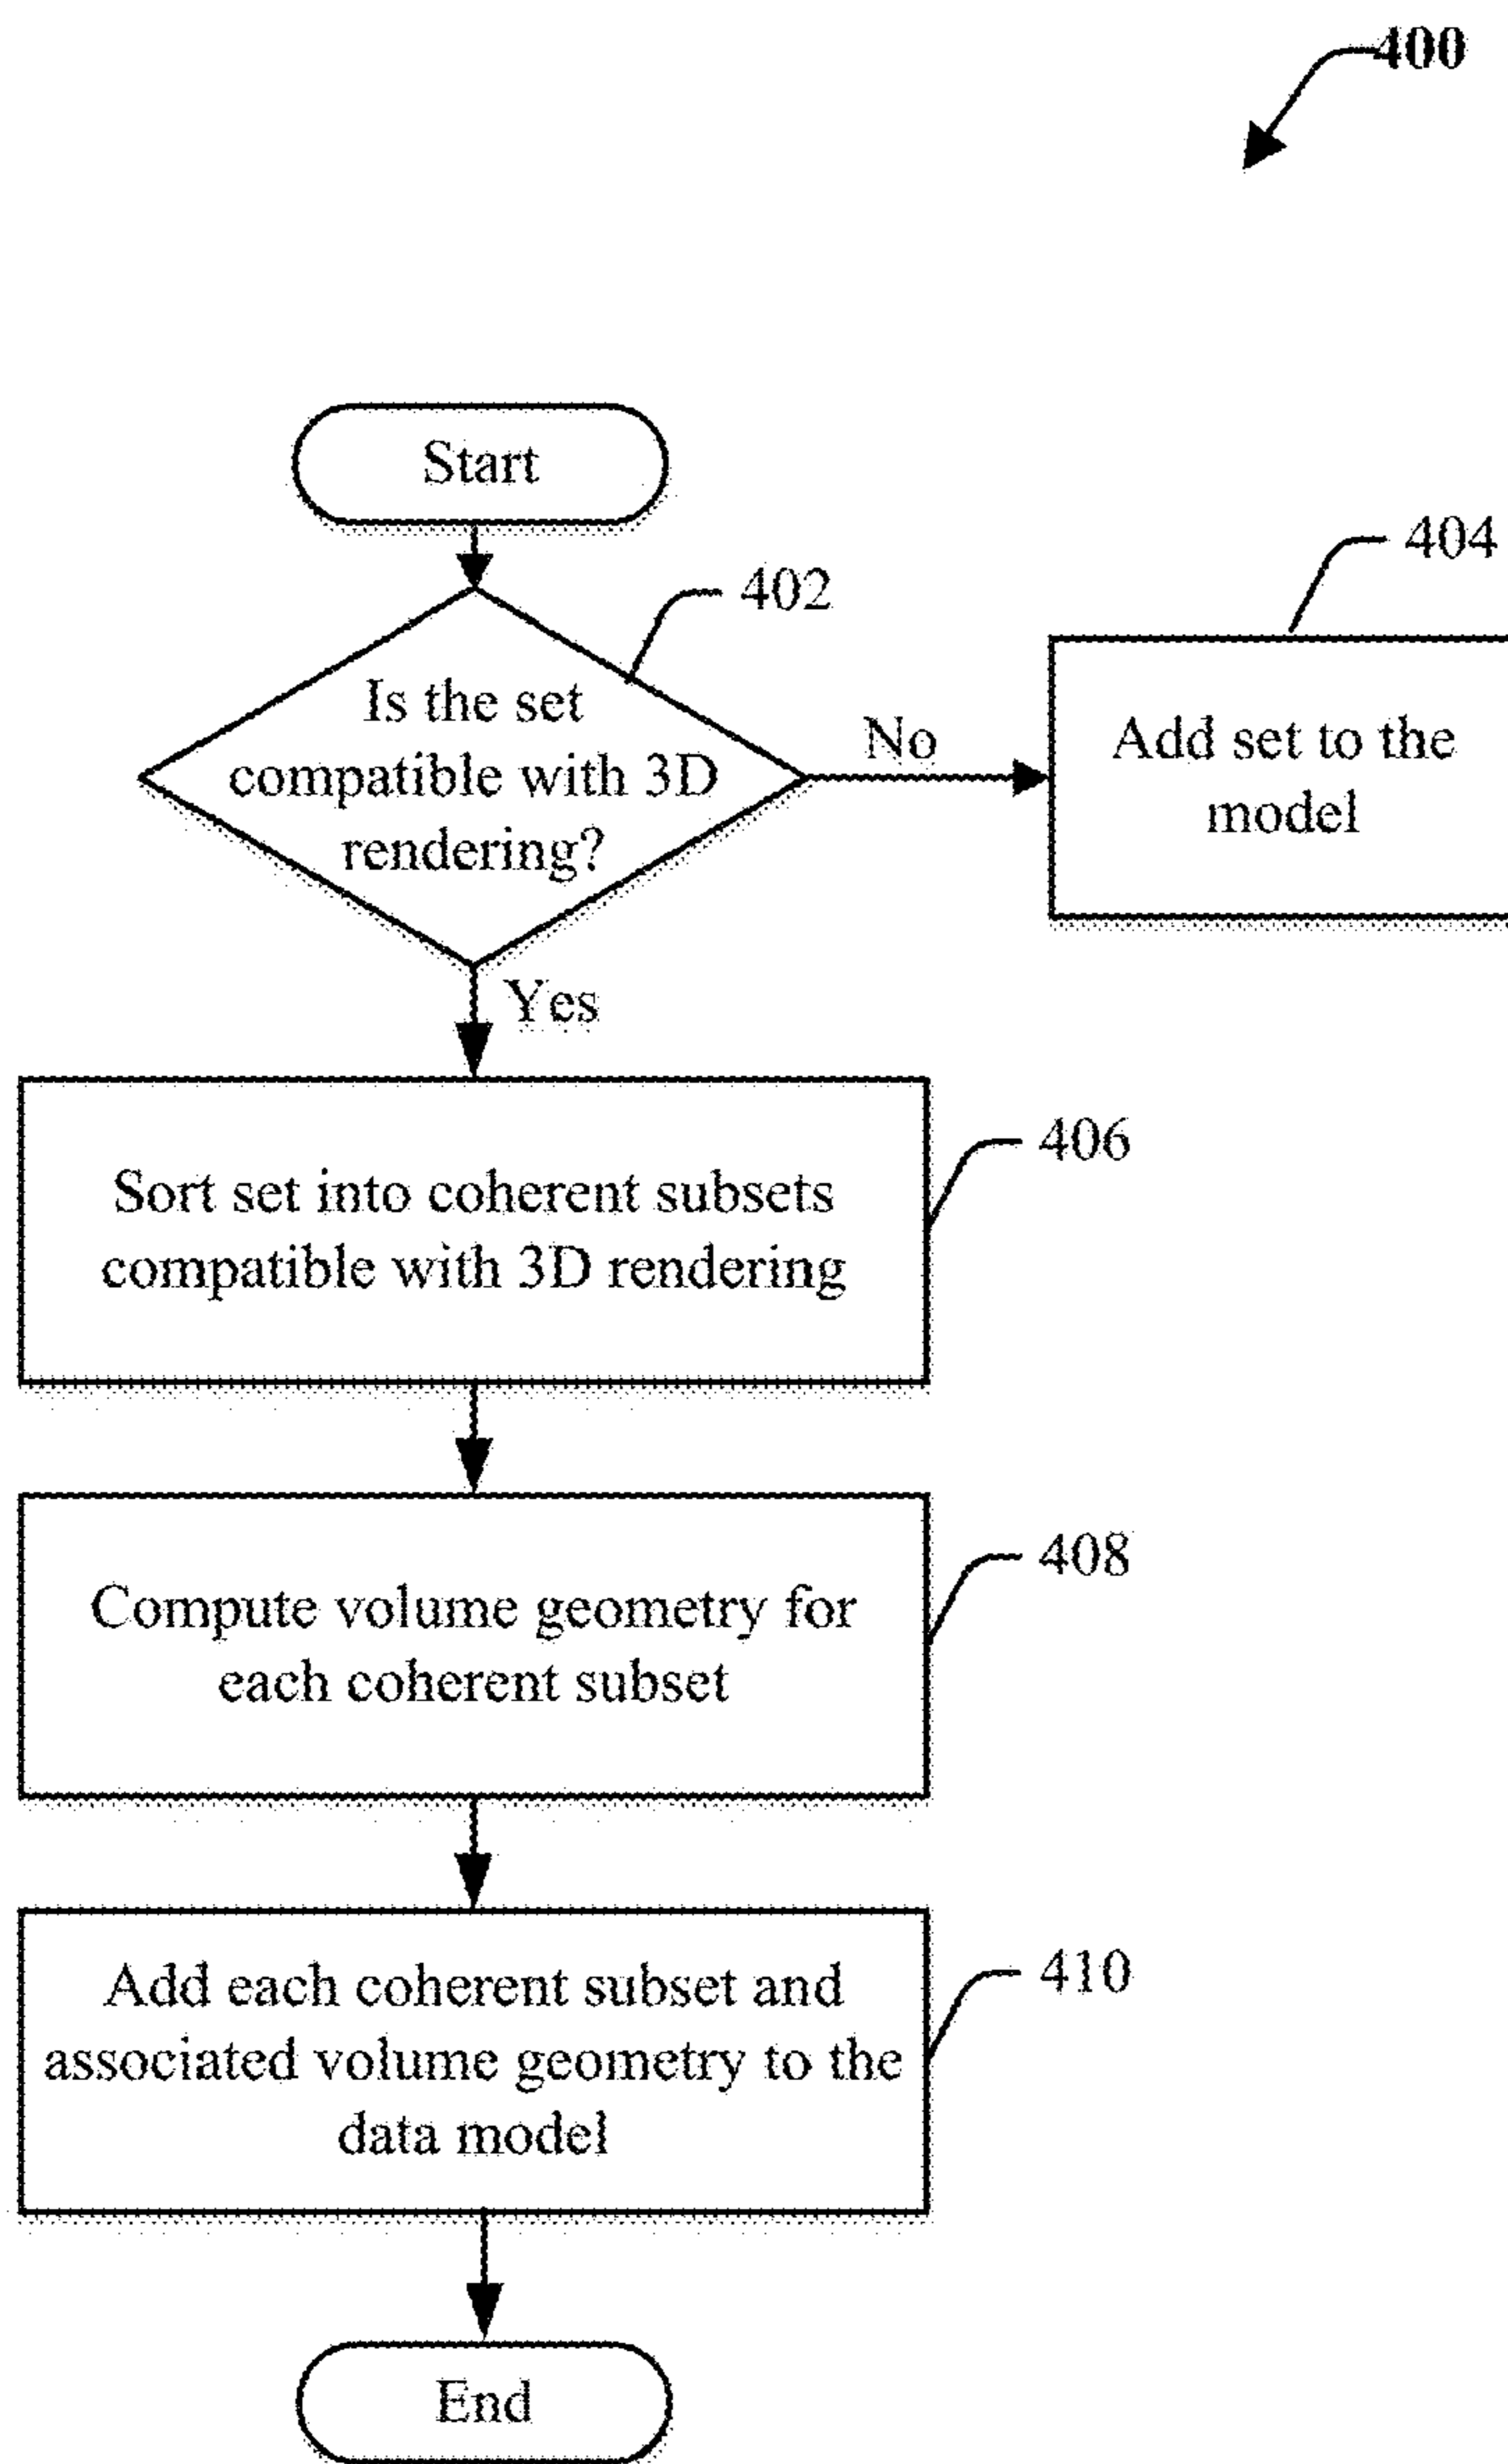 400
Start
402
Is the set
compatible with 3D
rendering?
No
404
Add set to the
model
Yes
406
Sort set into coherent subsets
compatible with 3D rendering
408
Compute volume geometry for
each coherent subset
410
Add each coherent subset and
associated volume geometry to the
data model
End